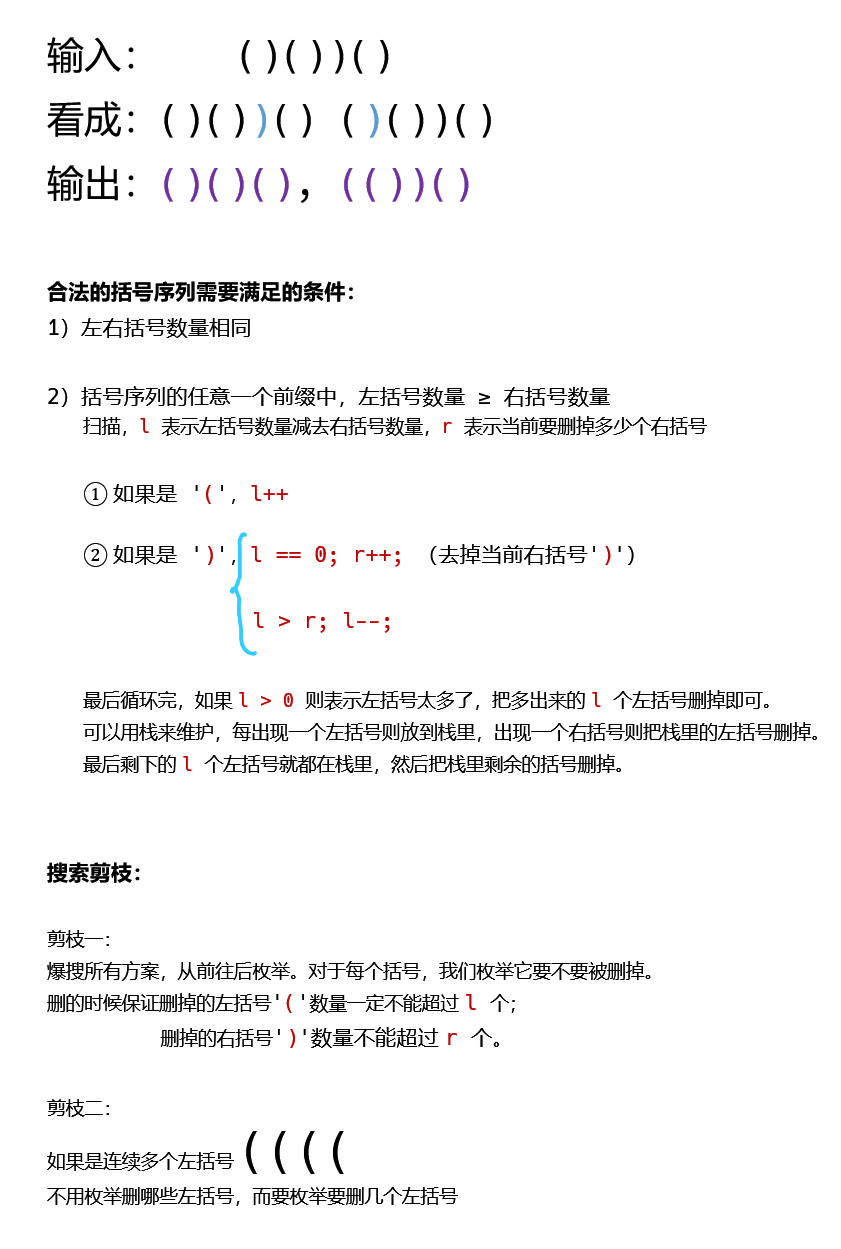 输入： ()())()
看成：()())() ()())()
输出：()()()，(())()
合法的括号序列需要满足的条件：
1）左右括号数量相同
2）括号序列的任意一个前缀中，左括号数量 ≥ 右括号数量
扫描，l 表示左括号数量减去右括号数量，r 表示当前要删掉多少个右括号
① 如果是 '('，l++
② 如果是 ')'，l == 0; r++; （去掉当前右括号')'）
l > r; l--;
最后循环完，如果 l > 0 则表示左括号太多了，把多出来的 l 个左括号删掉即可。
可以用栈来维护，每出现一个左括号则放到栈里，出现一个右括号则把栈里的左括号删掉。
最后剩下的 l 个左括号就都在栈里，然后把栈里剩余的括号删掉。
搜索剪枝：
剪枝一：
爆搜所有方案，从前往后枚举。对于每个括号，我们枚举它要不要被删掉。
删的时候保证删掉的左括号'('数量一定不能超过 l 个；
删掉的右括号')'数量不能超过 r 个。
剪枝二：
如果是连续多个左括号 ((((
不用枚举删哪些左括号，而要枚举要删几个左括号